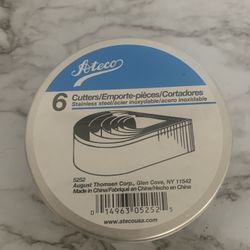 Ateco
6 Cutters/Emporte-pièces/Cortadores
Stainless steel/acier inoxydable/acero inoxidable
5252
August Thomsen Corp., Glen Cove, NY 11542
Made in China/Fabriqué en Chine/Hecho en China
0 14963 05252 5
www.atecousa.com